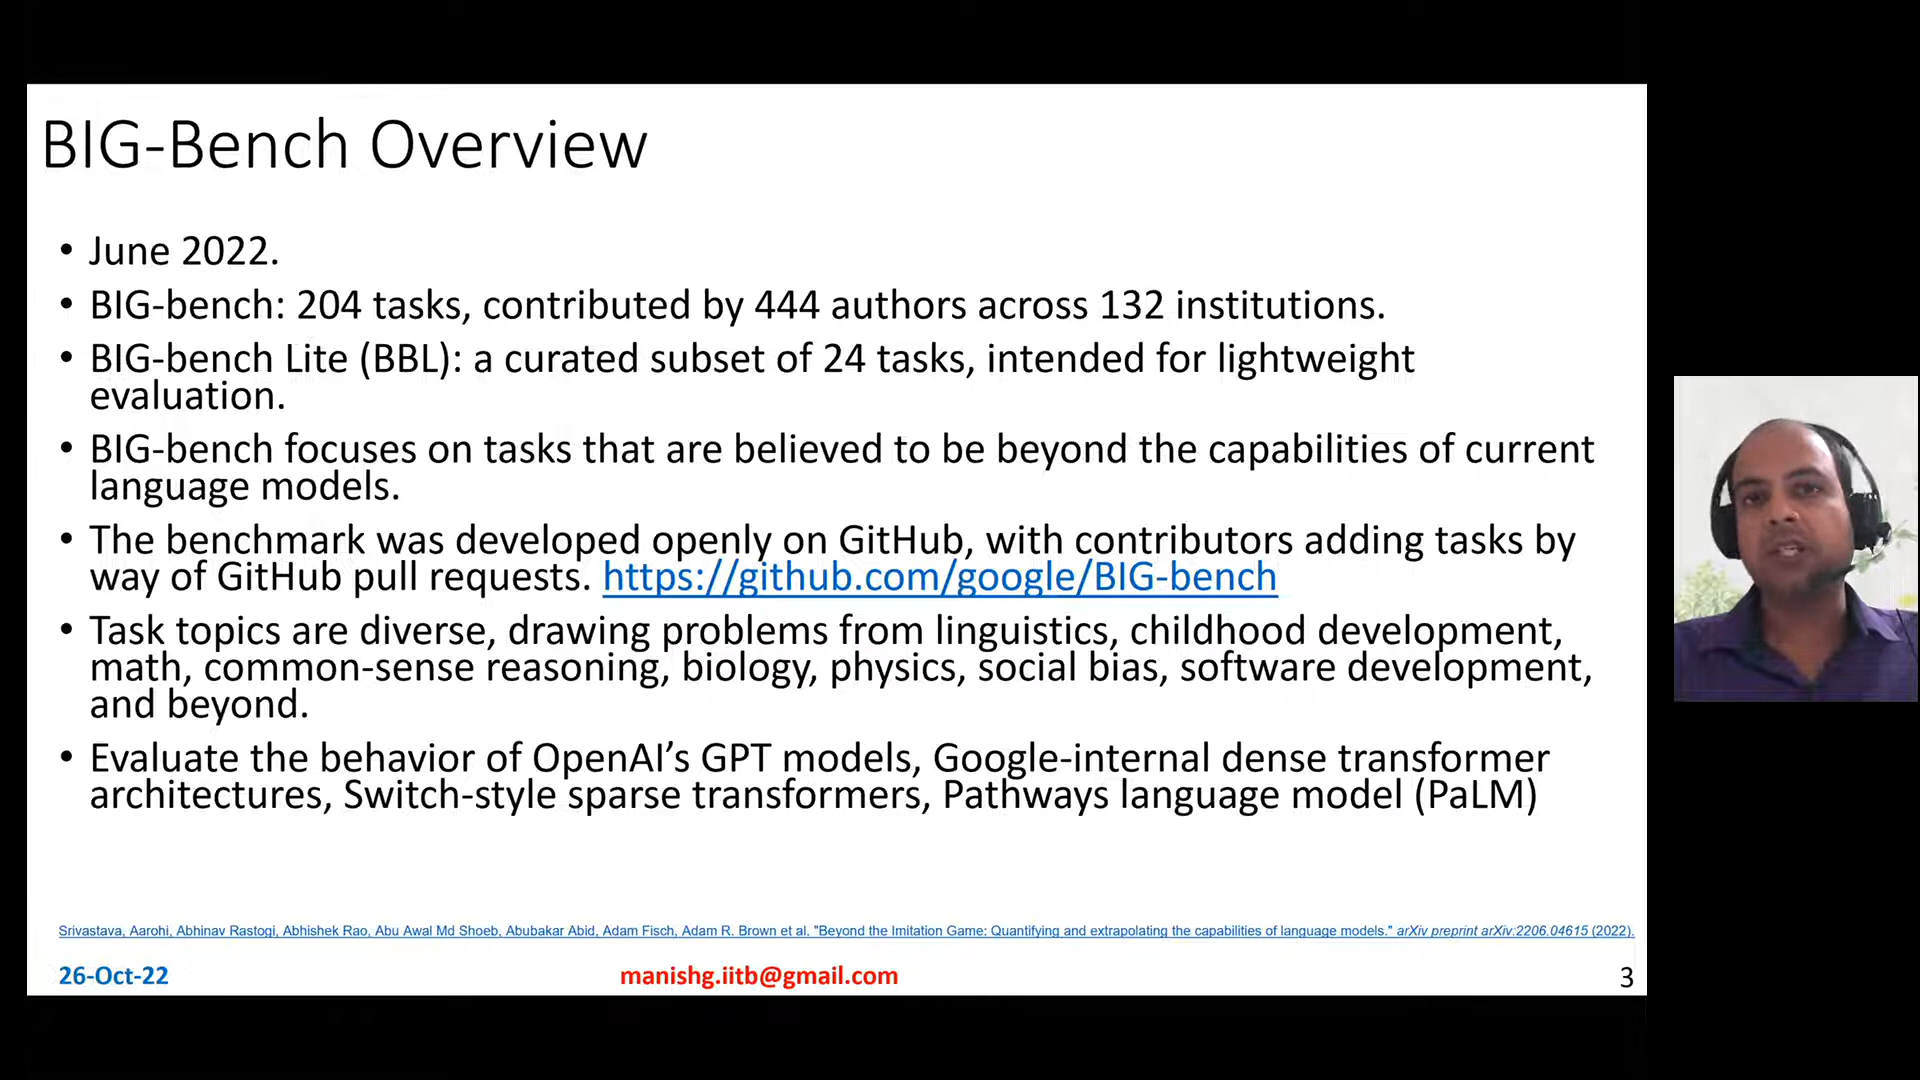 BIG-Bench Overview
• June 2022.
• BIG-bench: 204 tasks, contributed by 444 authors across 132 institutions.
• BIG-bench Lite (BBL): a curated subset of 24 tasks, intended for lightweight
evaluation.
• BIG-bench focuses on tasks that are believed to be beyond the capabilities of current
language models.
• The benchmark was developed openly on GitHub, with contributors adding tasks by
way of GitHub pull requests. https://github.com/google/BIG-bench
• Task topics are diverse, drawing problems from linguistics, childhood development,
math, common-sense reasoning, biology, physics, social bias, software development,
and beyond.
• Evaluate the behavior of OpenAI’s GPT models, Google-internal dense transformer
architectures, Switch-style sparse transformers, Pathways language model (PaLM)
Srivastava, Aarohi, Abhinav Rastogi, Abhishek Rao, Abu Awal Md Shoeb, Abubakar Abid, Adam Fisch, Adam R. Brown et al. "Beyond the Imitation Game: Quantifying and extrapolating the capabilities of language models." arXiv preprint arXiv:2206.04615 (2022).
26-Oct-22 manishg.iitb@gmail.com 3